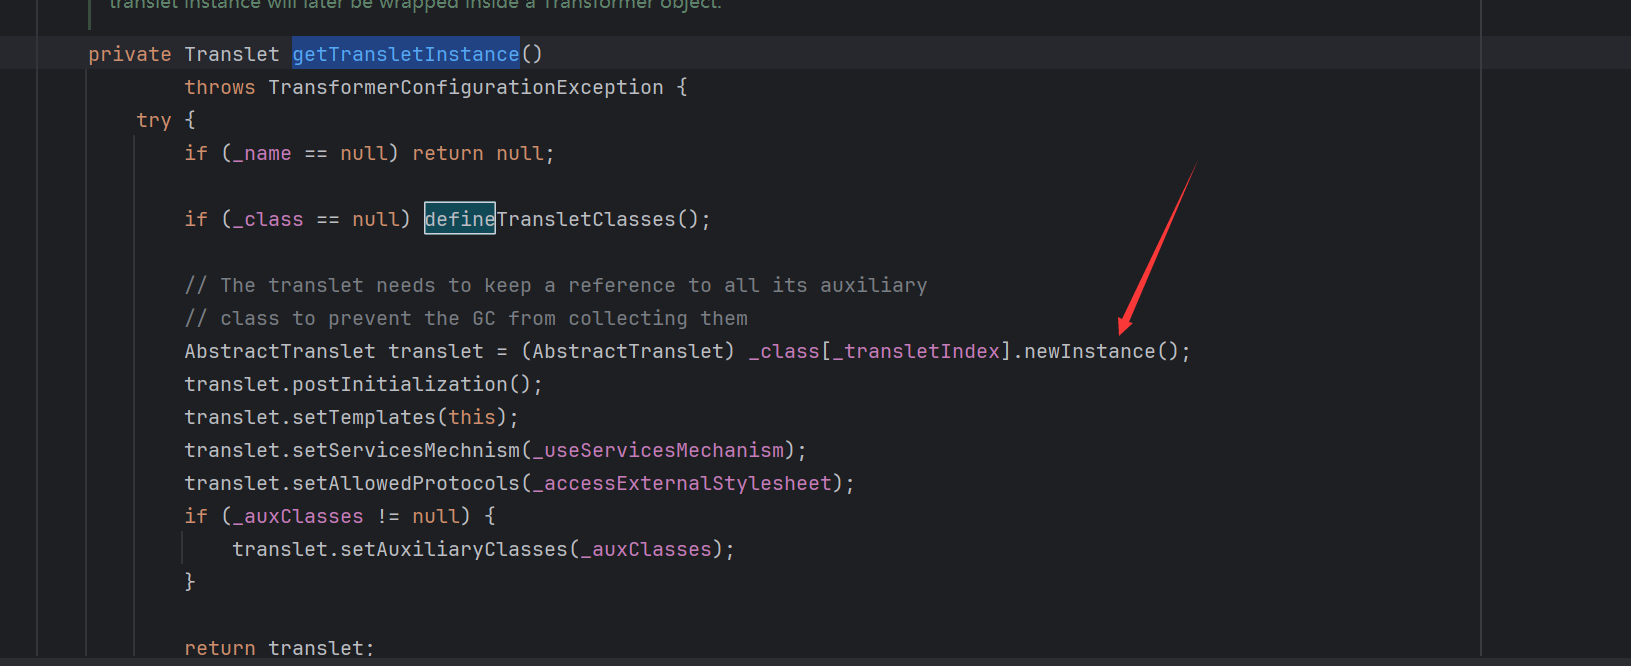 translet instance will later be wrapped inside a Transformer object.
private Translet getTransletInstance()
throws TransformerConfigurationException {
try {
if (_name == null) return null;
if (_class == null) defineTransletClasses();
// The translet needs to keep a reference to all its auxiliary
// class to prevent the GC from collecting them
AbstractTranslet translet = (AbstractTranslet) _class[_transletIndex].newInstance();
translet.postInitialization();
translet.setTemplates(this);
translet.setServicesMechnism(_useServicesMechanism);
translet.setAllowedProtocols(_accessExternalStylesheet);
if (_auxClasses != null) {
translet.setAuxiliaryClasses(_auxClasses);
}
return translet;